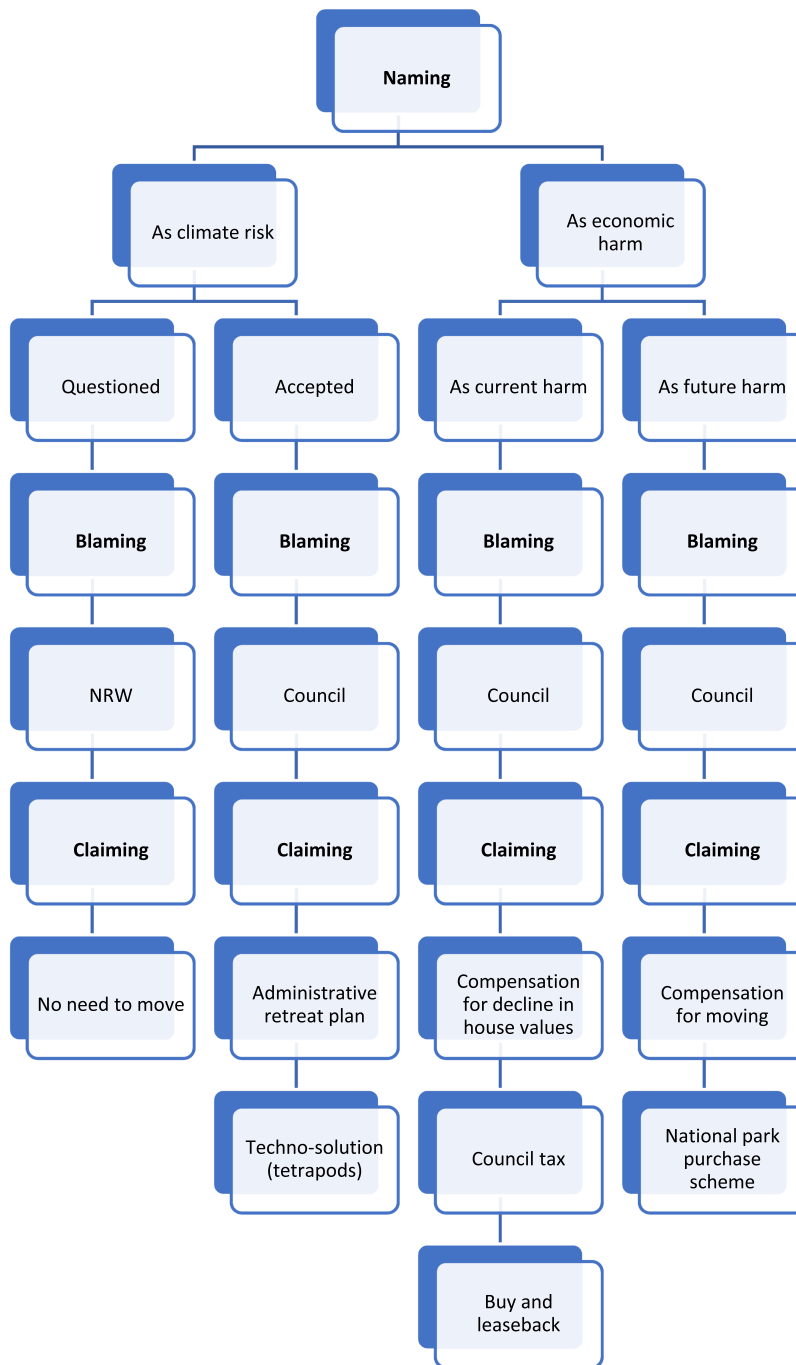 Naming
As climate risk
As economic
harm
Questioned
Accepted
As current harm
As future harm
Blaming
Blaming
Blaming
Blaming
NRW
Council
Council
Council
Claiming
Claiming
Claiming
Claiming
No need to move
Administrative
retreat plan
Compensation
for decline in
house values
Compensation
for moving
Techno-solution
(tetrapods)
Council tax
National park
purchase
scheme
Buy and
leaseback